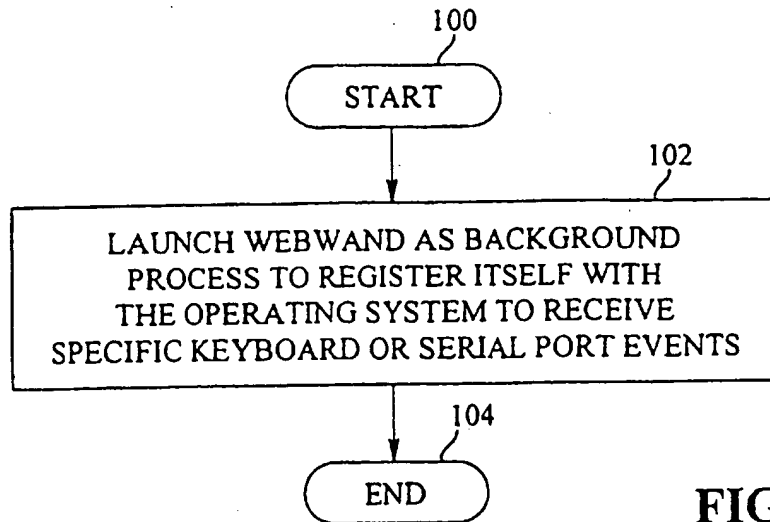 100
START
102
LAUNCH WEBWAND AS BACKGROUND
PROCESS TO REGISTER ITSELF WITH
THE OPERATING SYSTEM TO RECEIVE
SPECIFIC KEYBOARD OR SERIAL PORT EVENTS
104
END
FIG